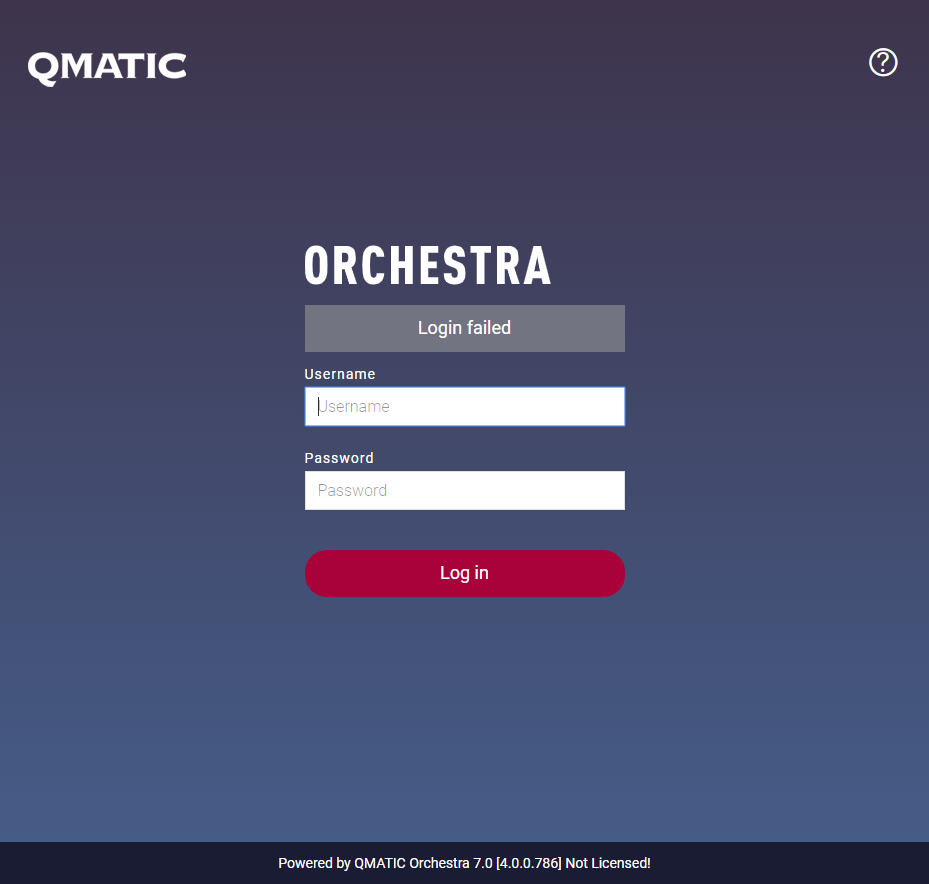 QMATIC
?
ORCHESTRA
Login failed
Username
Username
Password
Password
Log in
Powered by QMATIC Orchestra 7.0 [4.0.0.786] Not Licensed!